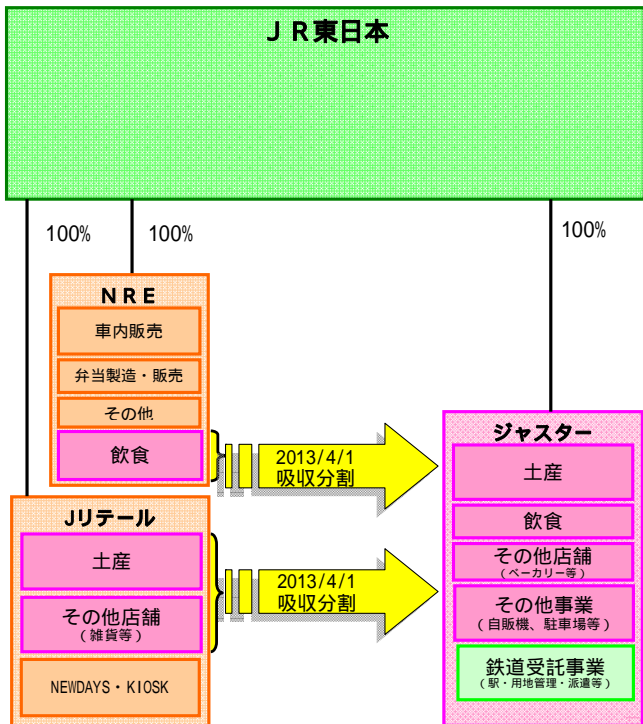 ＪＲ東日本
100%
100%
100%
ＮＲＥ
車内販売
弁当製造・販売
その他
飲食
2013/4/1
吸収分割
Jリテール
土産
その他店舗
（雑貨等）
NEWDAYS・KIOSK
2013/4/1
吸収分割
ジャスター
土産
飲食
その他店舗
（ベーカリー等）
その他事業
（自販機、駐車場等）
鉄道受託事業
（駅・用地管理・派遣等）